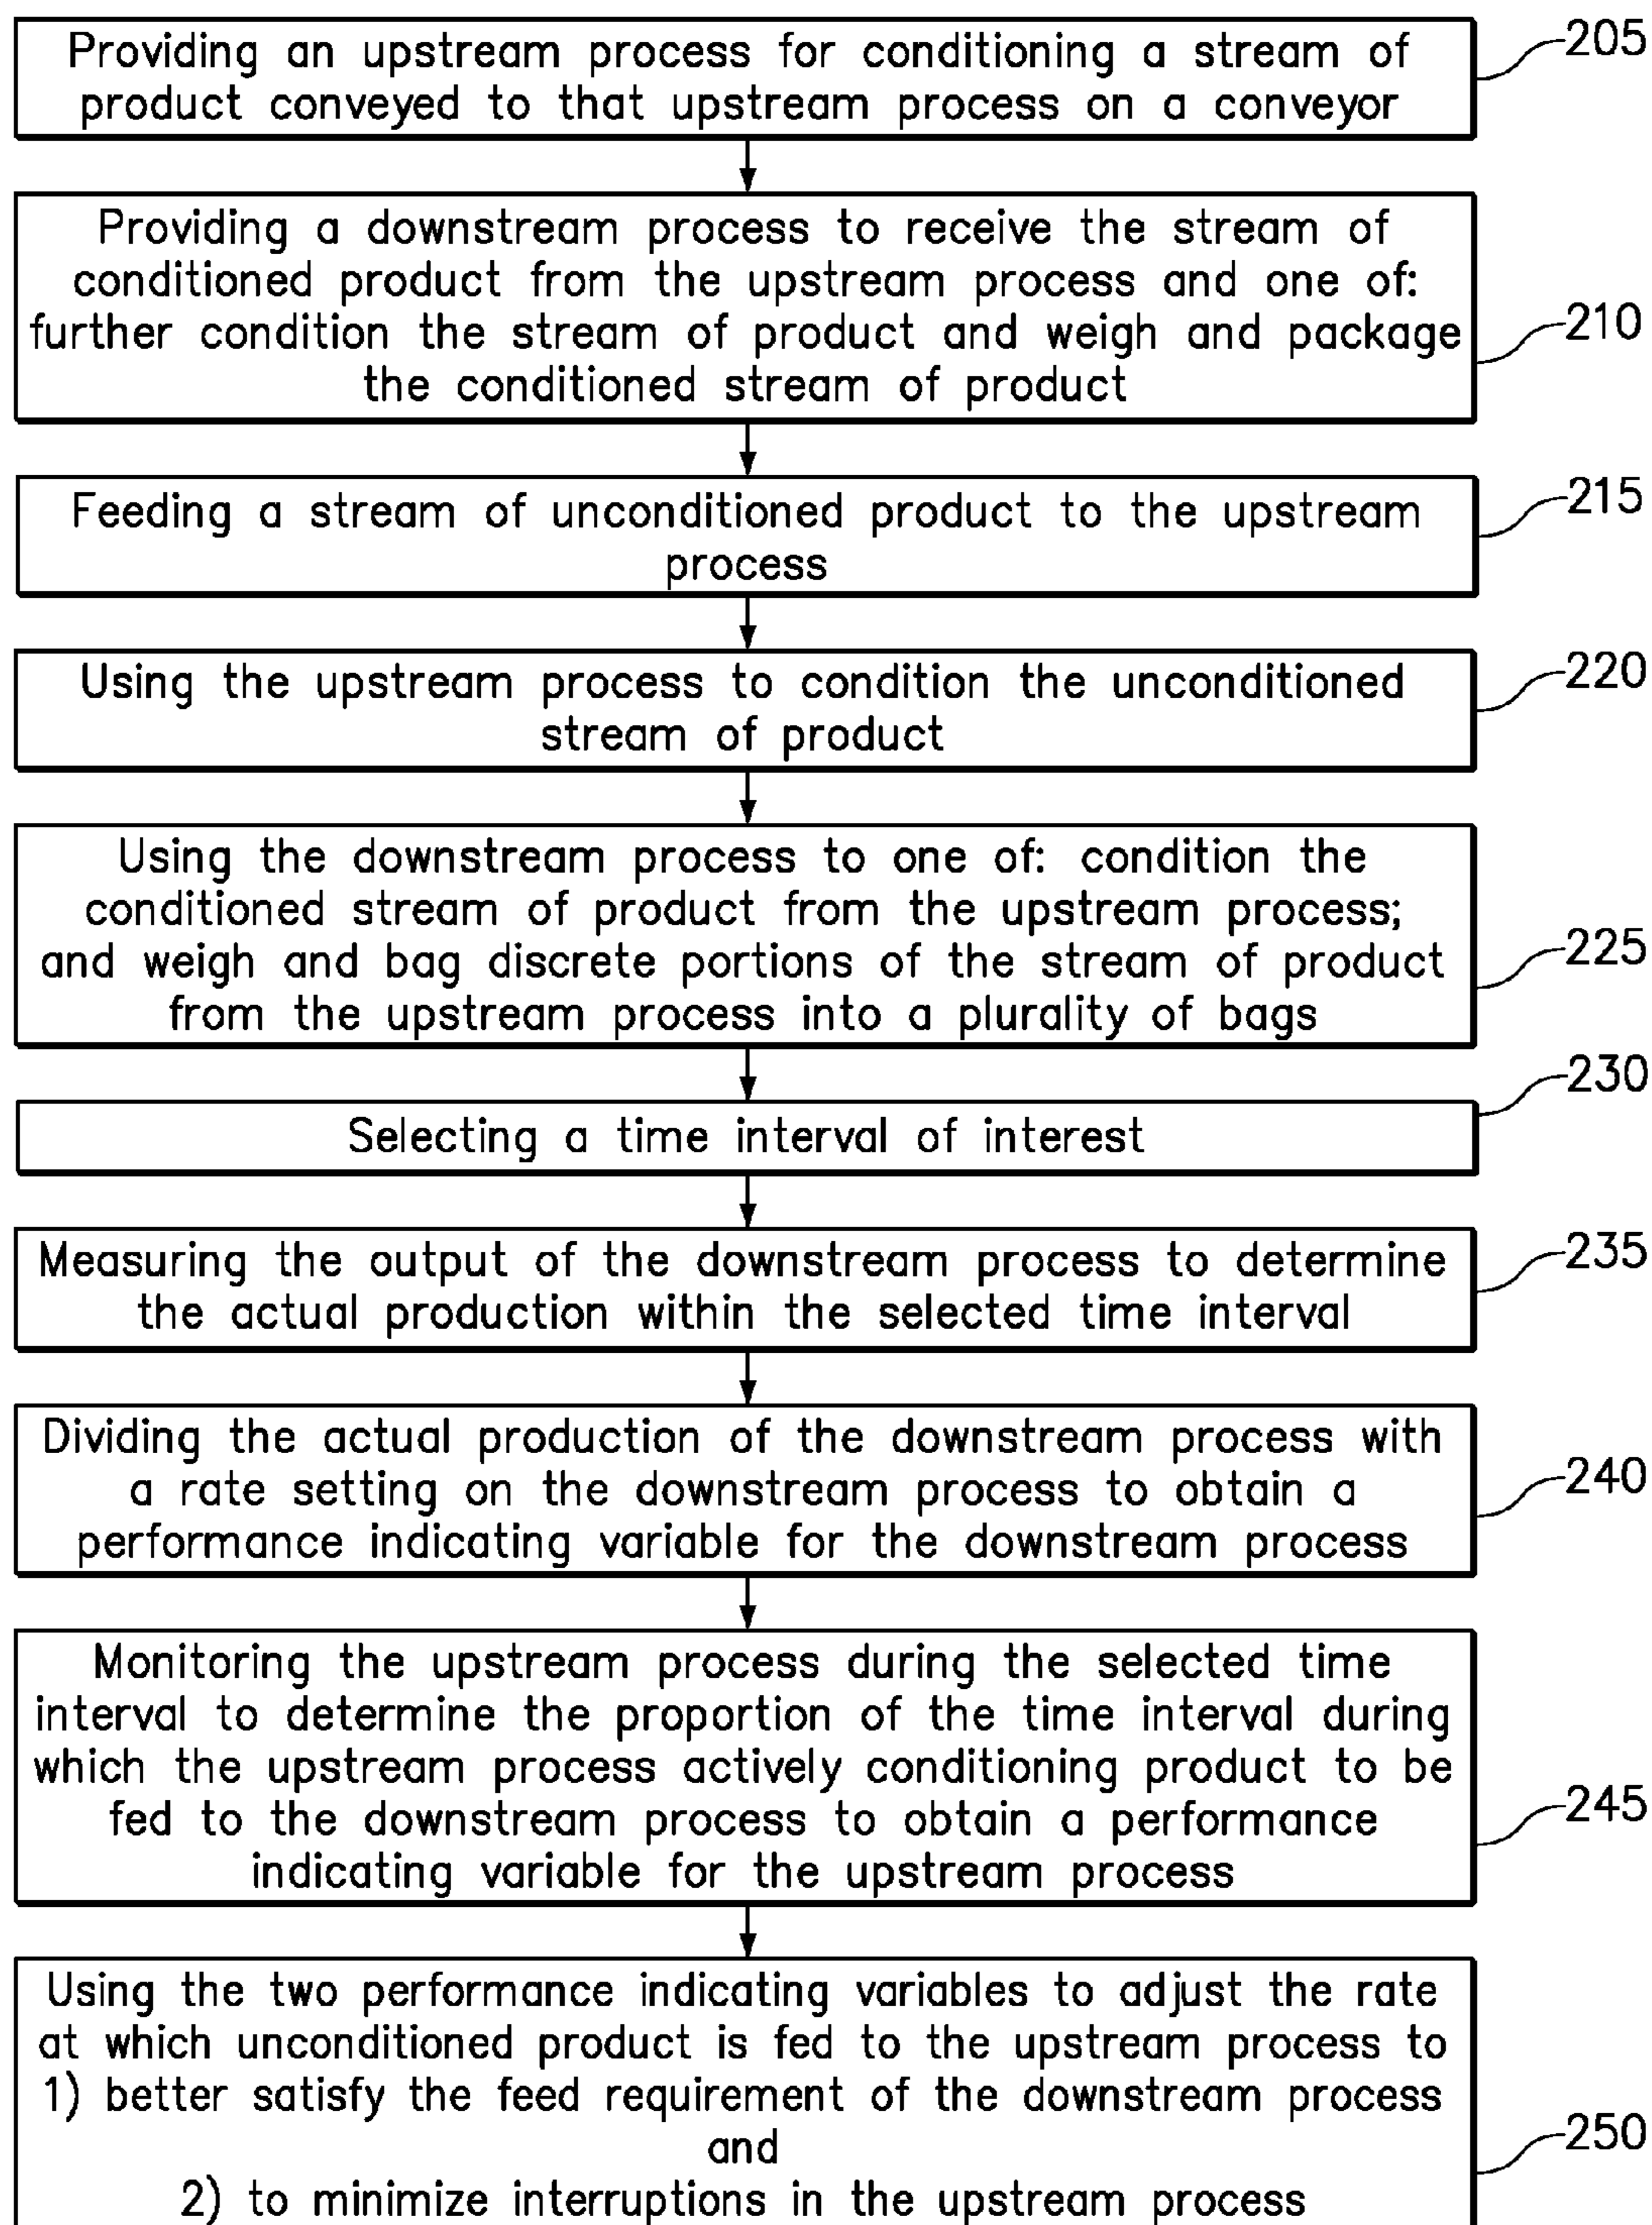 Providing an upstream process for conditioning a stream of
product conveyed to that upstream process on a conveyor
205
Providing a downstream process to receive the stream of
conditioned product from the upstream process and one of:
further condition the stream of product and weigh and package
the conditioned stream of product
210
Feeding a stream of unconditioned product to the upstream
process
215
Using the upstream process to condition the unconditioned
stream of product
220
Using the downstream process to one of: condition the
conditioned stream of product from the upstream process;
and weigh and bag discrete portions of the stream of product
from the upstream process into a plurality of bags
225
Selecting a time interval of interest
230
Measuring the output of the downstream process to determine
the actual production within the selected time interval
235
Dividing the actual production of the downstream process with
a rate setting on the downstream process to obtain a
performance indicating variable for the downstream process
240
Monitoring the upstream process during the selected time
interval to determine the proportion of the time interval during
which the upstream process actively conditioning product to be
fed to the downstream process to obtain a performance
indicating variable for the upstream process
245
Using the two performance indicating variables to adjust the rate
at which unconditioned product is fed to the upstream process to
1) better satisfy the feed requirement of the downstream process
and
2) to minimize interruptions in the upstream process
250